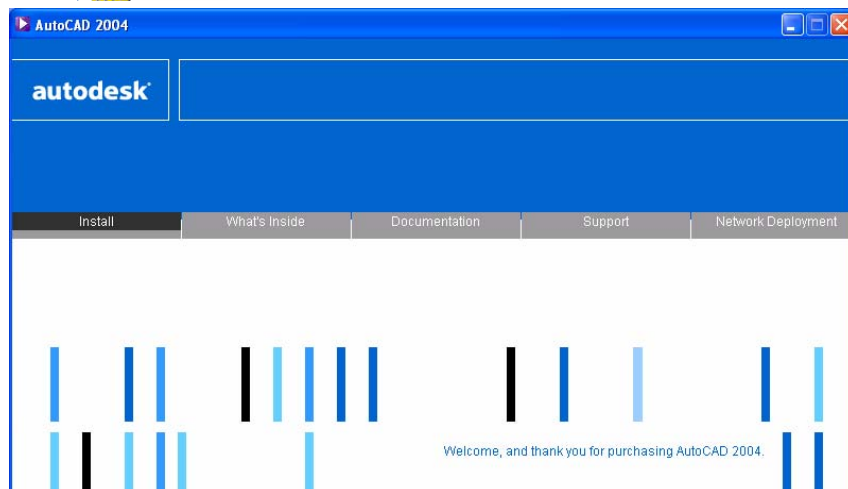 AutoCAD 2004
autodesk
Install What's Inside Documentation Support Network Deployment
Welcome, and thank you for purchasing AutoCAD 2004.